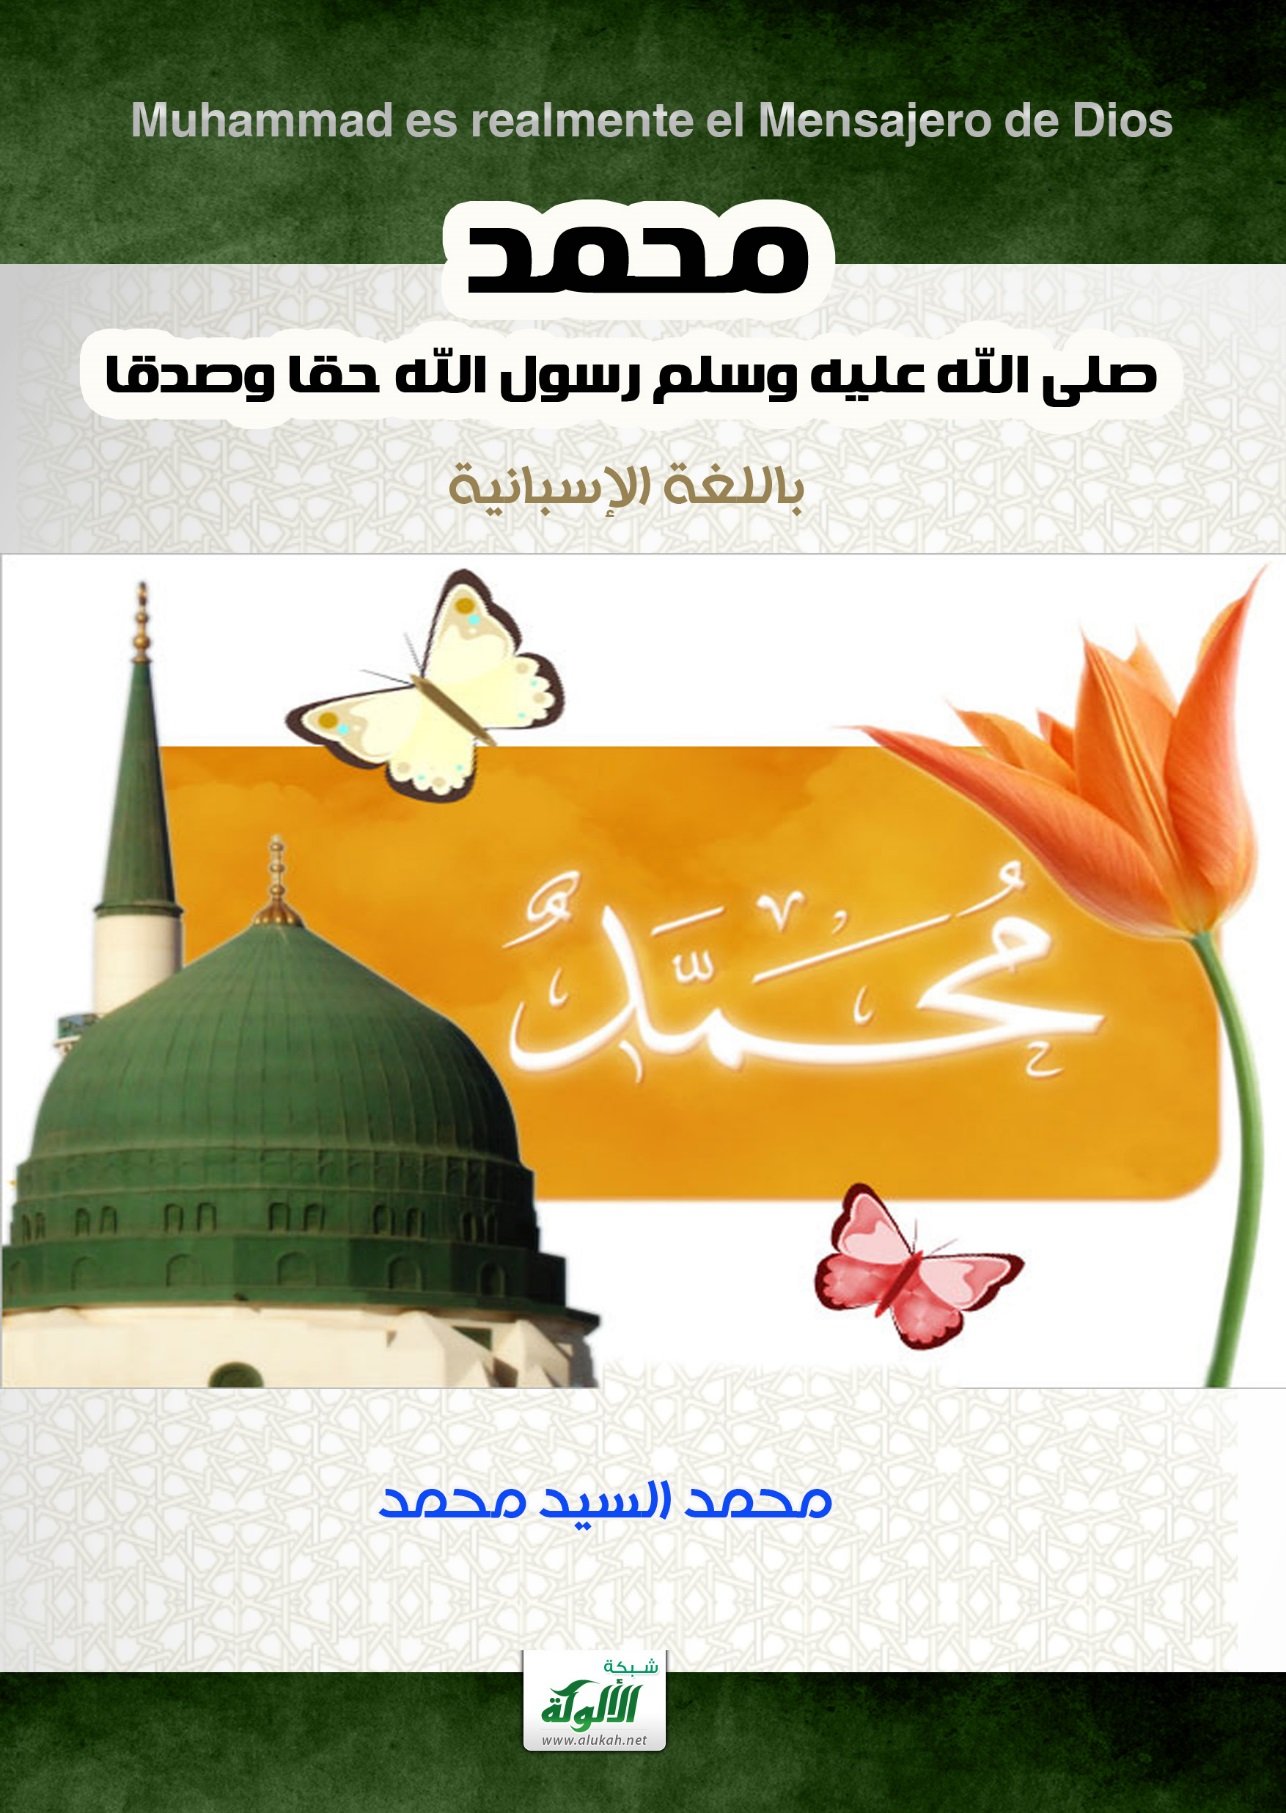 Muhammad es realmente el Mensajero de Dios
محمد
صلى الله عليه وسلم رسول الله حقا وصدقا
باللغة الإسبانية
مُحَمَّدٌ
محمد السيد محمد
شبكة
الألوكة
www.alukah.net